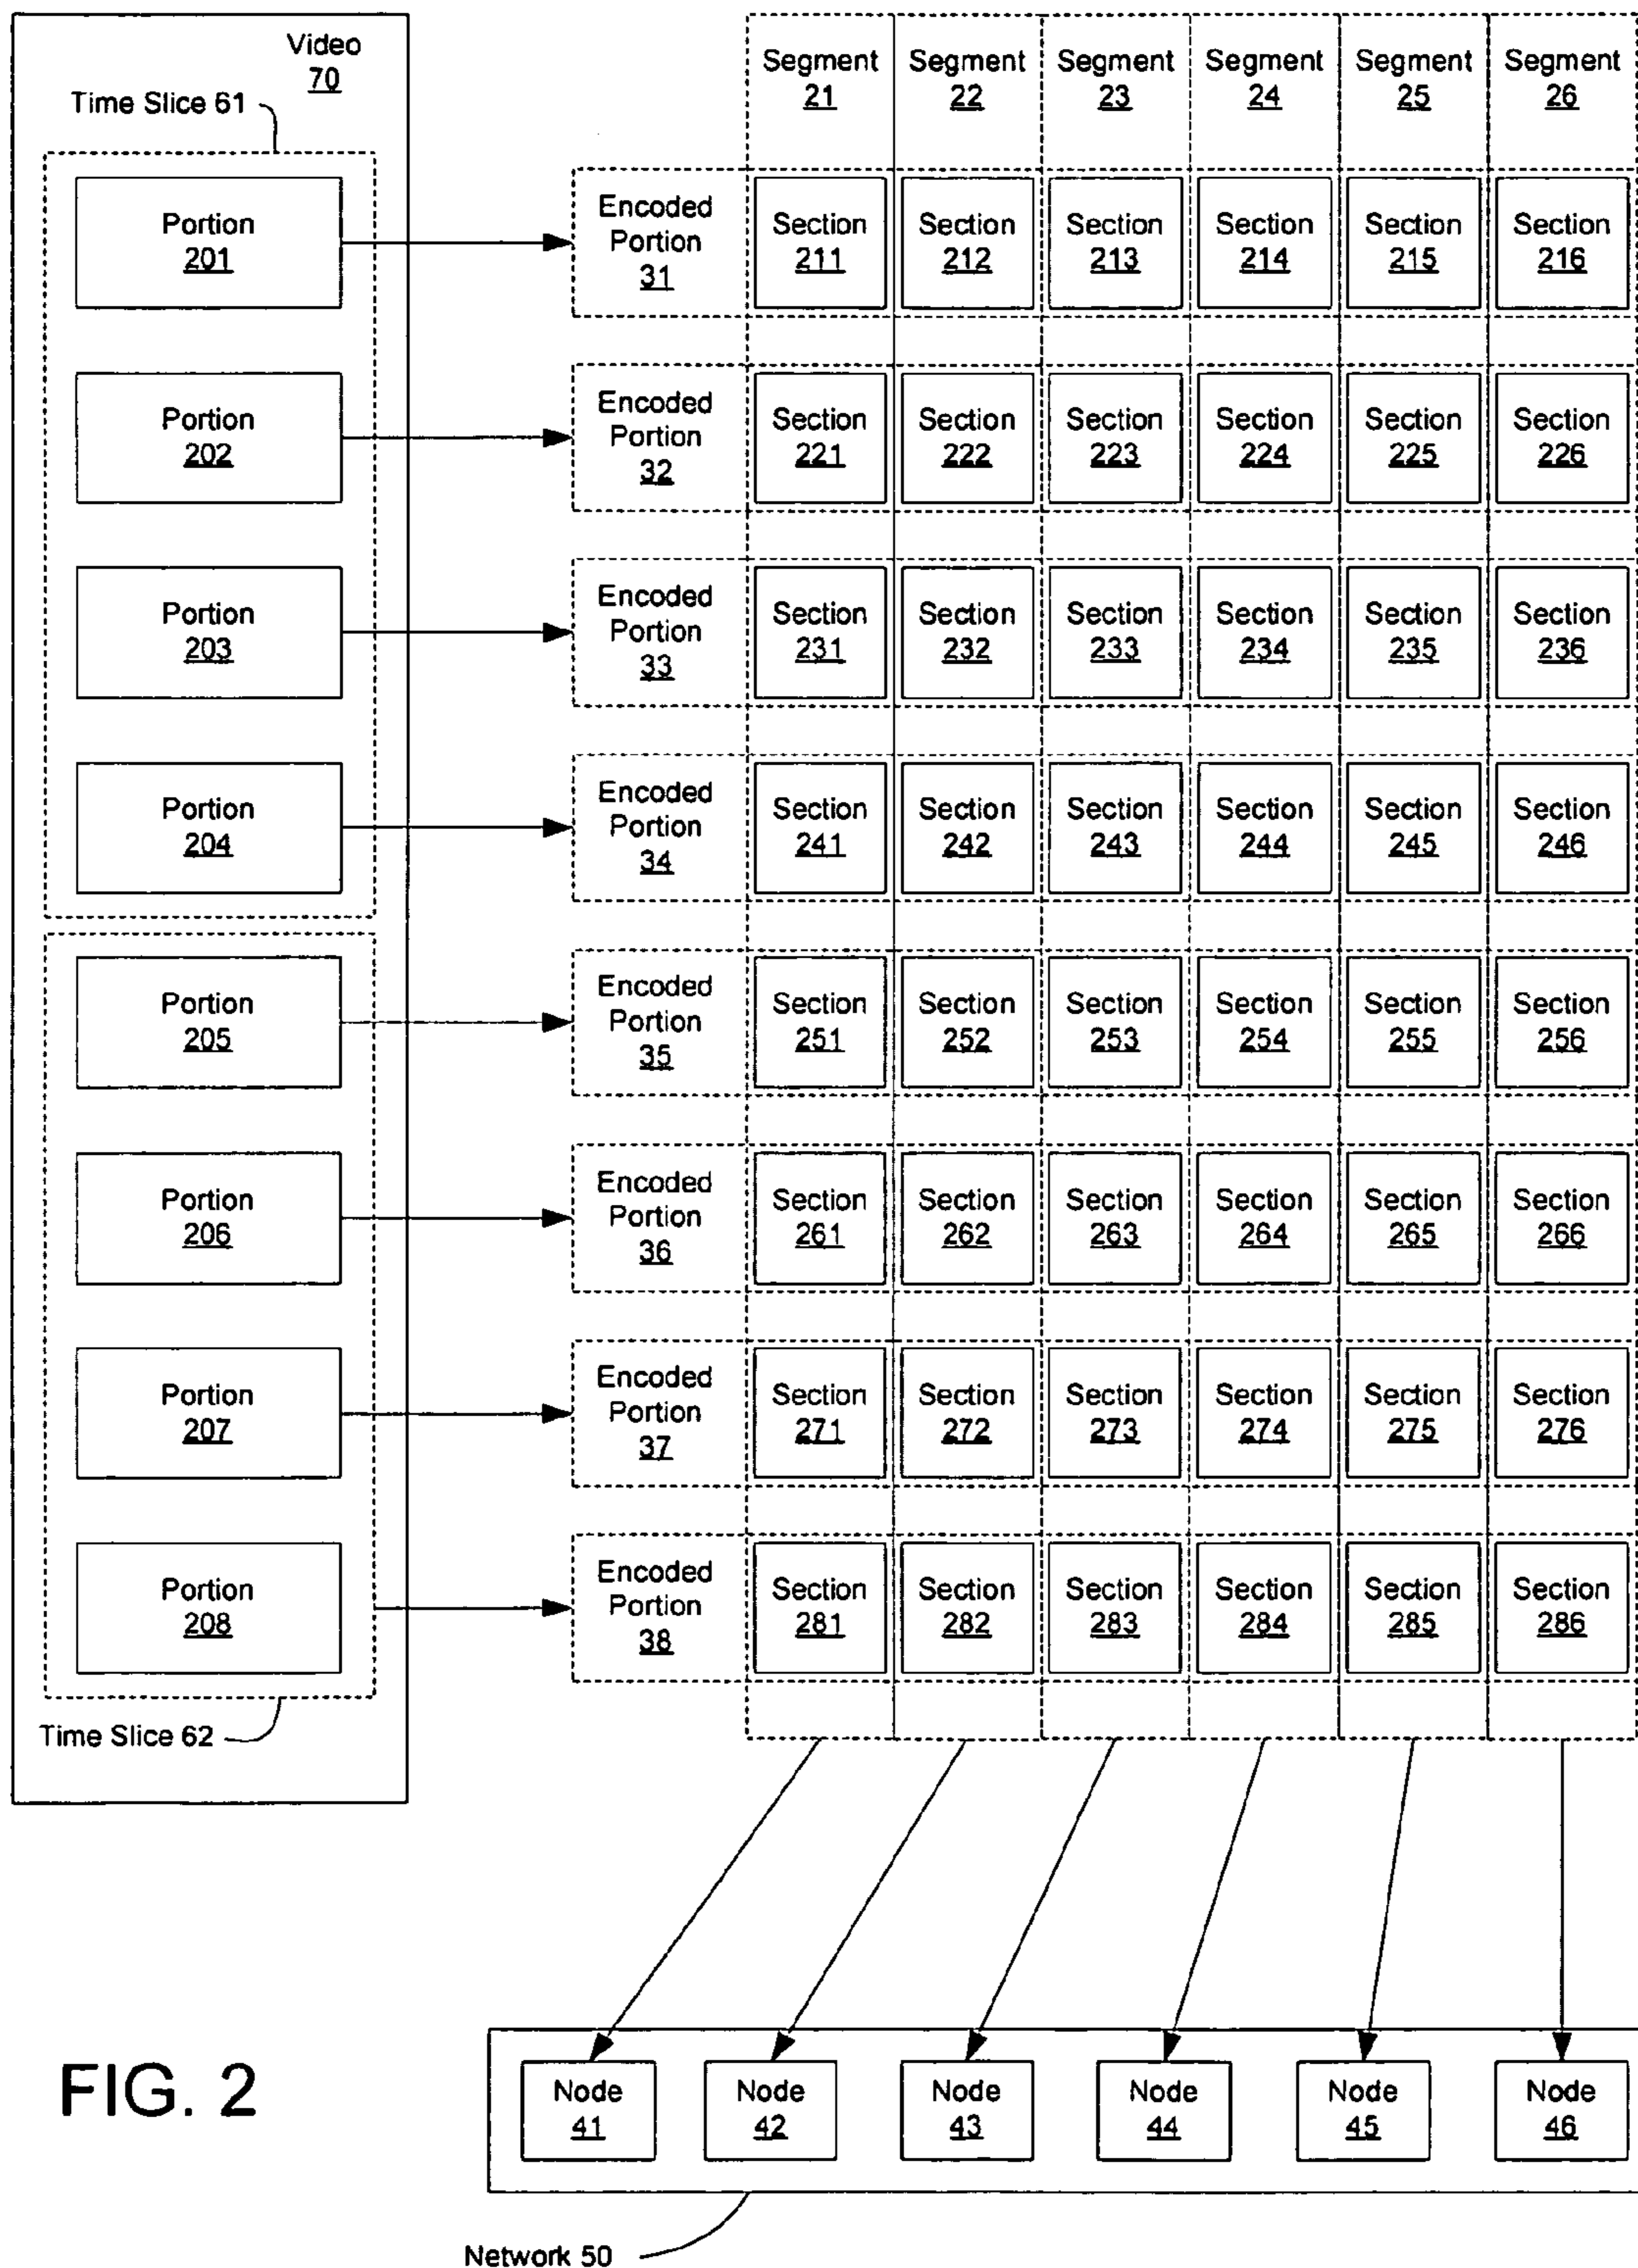 Video
70
Time Slice 61
Segment
21
Segment
22
Segment
23
Segment
24
Segment
25
Segment
26
Portion
201
Encoded
Portion
31
Section
211
Section
212
Section
213
Section
214
Section
215
Section
216
Portion
202
Encoded
Portion
32
Section
221
Section
222
Section
223
Section
224
Section
225
Section
226
Portion
203
Encoded
Portion
33
Section
231
Section
232
Section
233
Section
234
Section
235
Section
236
Portion
204
Encoded
Portion
34
Section
241
Section
242
Section
243
Section
244
Section
245
Section
246
Portion
205
Encoded
Portion
35
Section
251
Section
252
Section
253
Section
254
Section
255
Section
256
Portion
206
Encoded
Portion
36
Section
261
Section
262
Section
263
Section
264
Section
265
Section
266
Portion
207
Encoded
Portion
37
Section
271
Section
272
Section
273
Section
274
Section
275
Section
276
Portion
208
Encoded
Portion
38
Section
281
Section
282
Section
283
Section
284
Section
285
Section
286
Time Slice 62
FIG. 2
Node
41
Node
42
Node
43
Node
44
Node
45
Node
46
Network 50